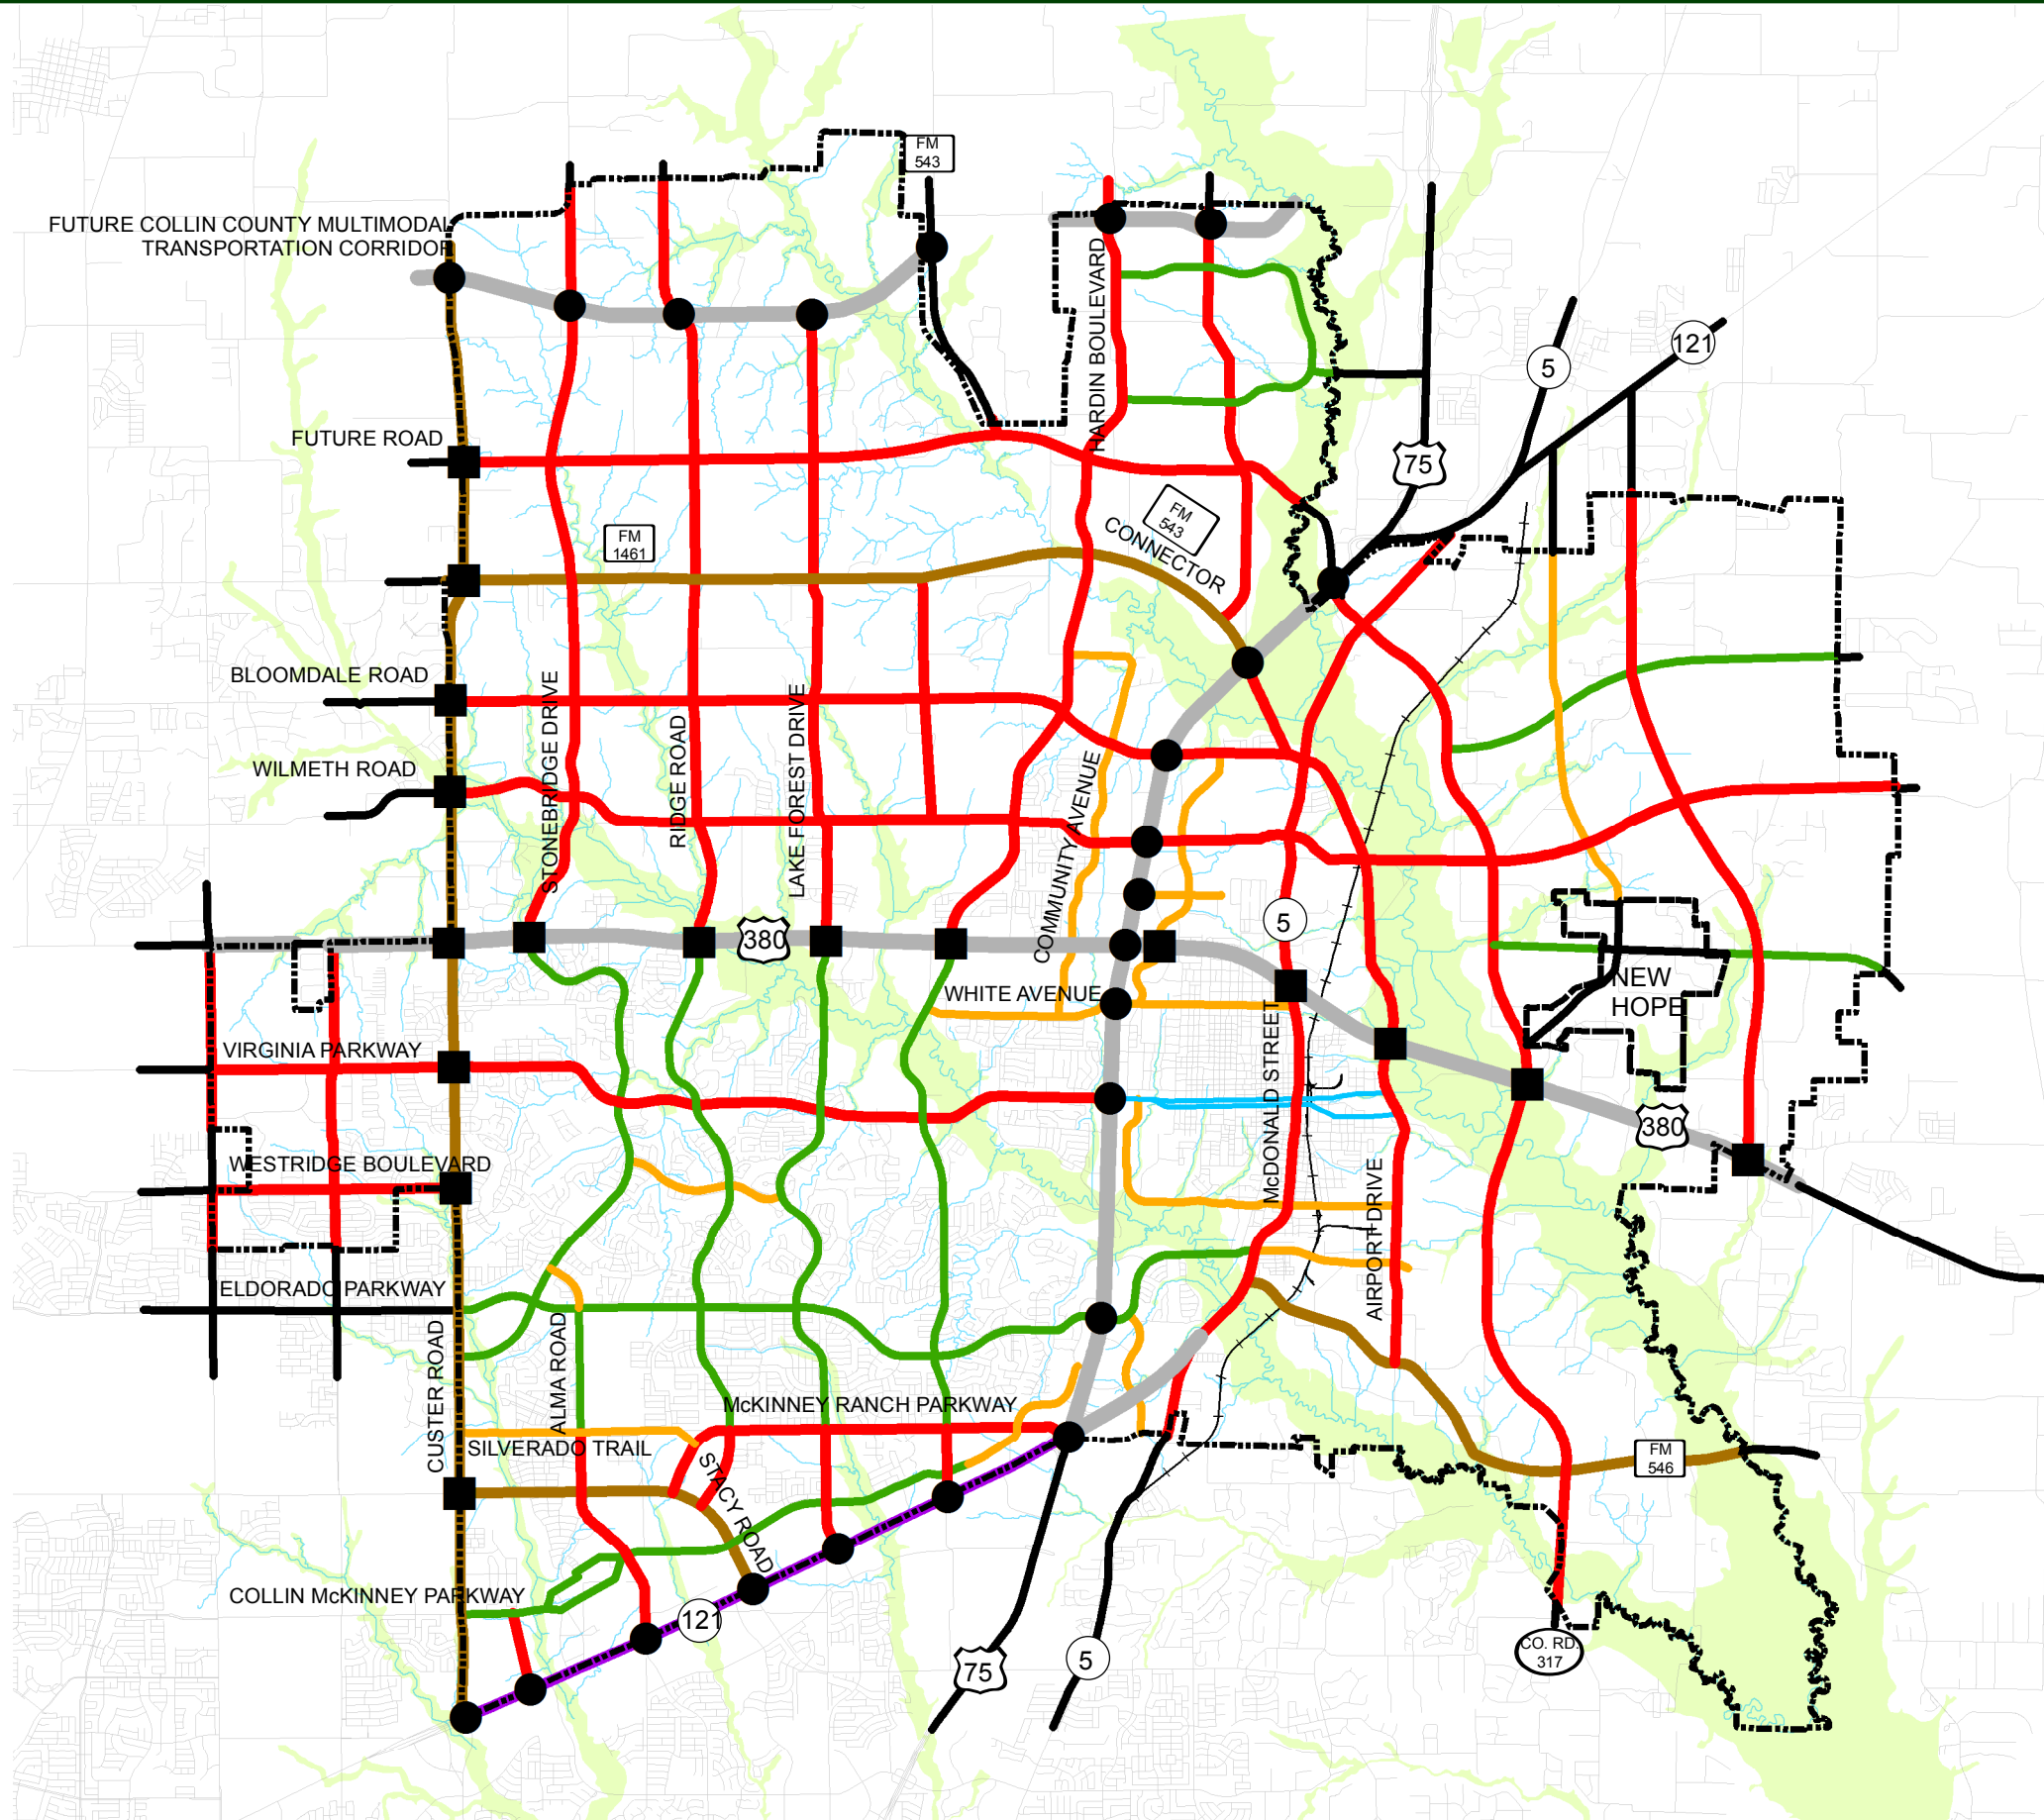 FM
543
FUTURE COLLIN COUNTY MULTIMODAL
TRANSPORTATION CORRIDOR
HARDIN BOULEVARD
121
5
FUTURE ROAD
75
FM
543
CONNECTOR
FM
1461
BLOOMDALE ROAD
WILMETH ROAD
STONEBRIDGE DRIVE
RIDGE ROAD
LAKE FOREST DRIVE
COMMUNITY AVENUE
5
380
NEW
HOPE
WHITE AVENUE
VIRGINIA PARKWAY
McDONALD STREET
380
WESTRIDGE BOULEVARD
AIRPORT DRIVE
ELDORADO PARKWAY
CUSTER ROAD
ALMA ROAD
McKINNEY RANCH PARKWAY
SILVERADO TRAIL
STACY ROAD
FM
546
COLLIN McKINNEY PARKWAY
121
CO. RD.
317
75
5